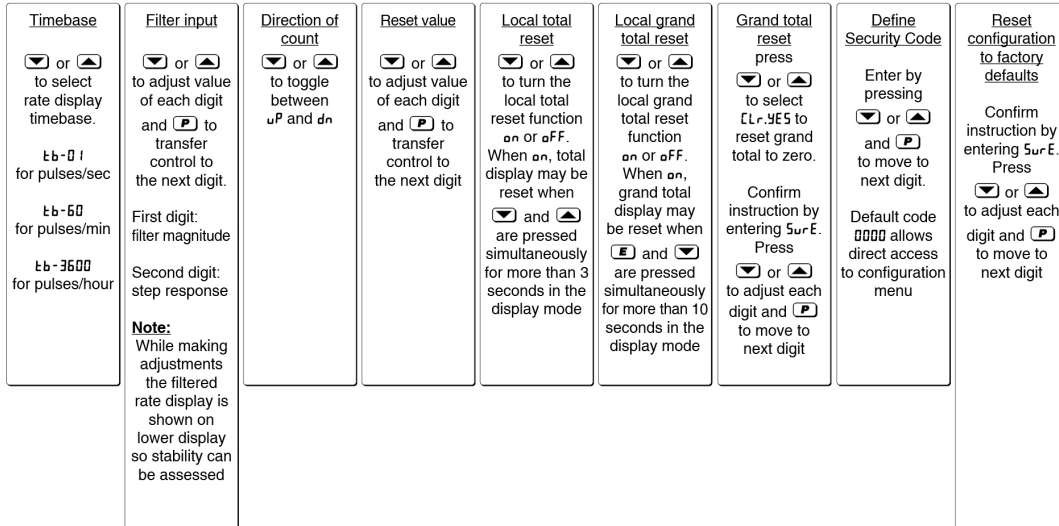 Timebase
▼ or ▲
to select
rate display
timebase.
tb-01
for pulses/sec
tb-60
for pulses/min
tb-3600
for pulses/hour
Filter input
▼ or ▲
to adjust value
of each digit
and P to
transfer
control to
the next digit.
First digit:
filter magnitude
Second digit:
step response
Note:
While making
adjustments
the filtered
rate display is
shown on
lower display
so stability can
be assessed
Direction of
count
▼ or ▲
to toggle
between
uP and dn
Reset value
▼ or ▲
to adjust value
of each digit
and P to
transfer
control to
the next digit
Local total
reset
▼ or ▲
to turn the
local total
reset function
on or oFF.
When on, total
display may be
reset when
▼ and ▲
are pressed
simultaneously
for more than 3
seconds in the
display mode
Local grand
total reset
▼ or ▲
to turn the
local grand
total reset
function
on or oFF.
When on,
grand total
display may
be reset when
E and ▼
are pressed
simultaneously
for more than 10
seconds in the
display mode
Grand total
reset
press
▼ or ▲
to select
CLr.YES to
reset grand
total to zero.
Confirm
instruction by
entering SurE.
Press
▼ or ▲
to adjust each
digit and P
to move to
next digit
Define
Security Code
Enter by
pressing
▼ or ▲
and P
to move to
next digit.
Default code
0000 allows
direct access
to configuration
menu
Reset
configuration
to factory
defaults
Confirm
instruction by
entering SurE.
Press
▼ or ▲
to adjust each
digit and P
to move to
next digit